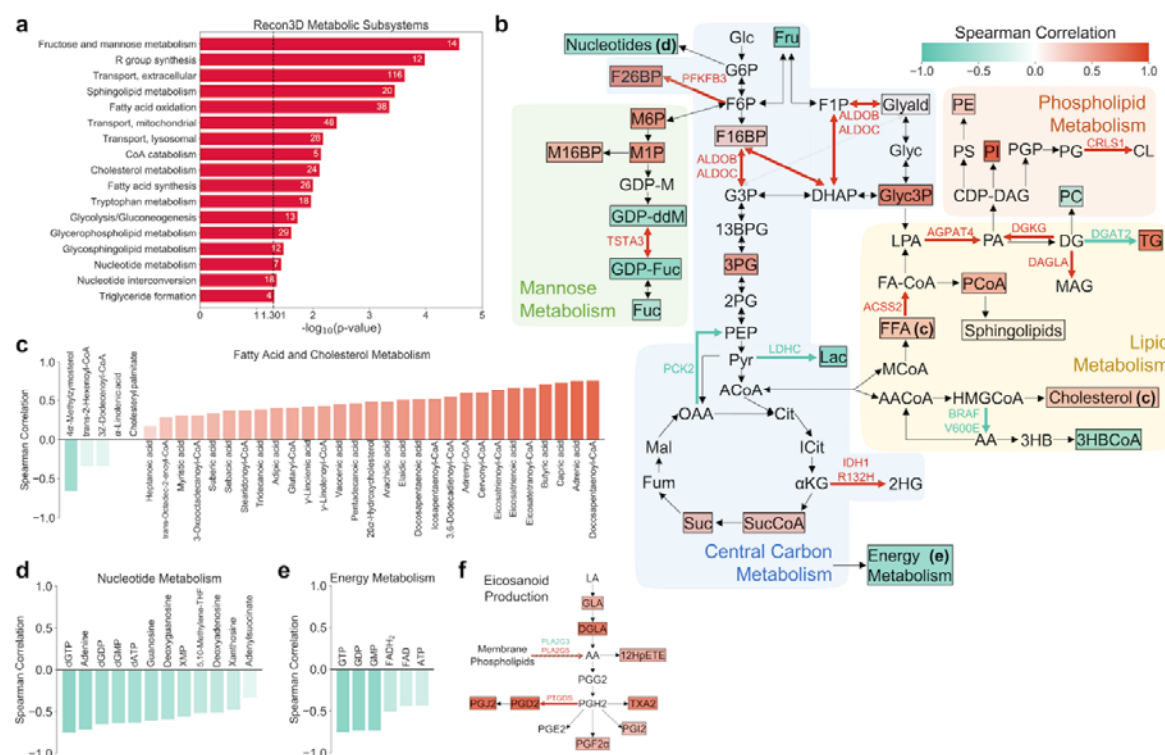 a
Recon3D Metabolic Subsystems
Fructose and mannose metabolism 14
R group synthesis 12
Transport, extracellular 116
Sphingolipid metabolism 20
Fatty acid oxidation 38
Transport, mitochondrial 48
Transport, lysosomal 28
CoA catabolism 5
Cholesterol metabolism 24
Fatty acid synthesis 26
Tryptophan metabolism 18
Glycolysis/Gluconeogenesis 13
Glycerophospholipid metabolism 29
Glycosphingolipid metabolism 12
Nucleotide metabolism 7
Nucleotide interconversion 18
Triglyceride formation 4
11.301 2 3 4 5
-log10(p-value)
b
Spearman Correlation
-1.0 -0.5 0.0 0.5 1.0
Nucleotides (d)
Glc
Fru
G6P
F26BP
PFKFB3
F6P
F1P
Glyald
ALDOB
ALDOC
M6P
F16BP
M16BP
M1P
Glyc
ALDOB
ALDOC
GDP-M
G3P
DHAP
Glyc3P
GDP-ddM
13BPG
TSTA3
3PG
GDP-Fuc
2PG
Mannose
Metabolism
Fuc
PEP
LDHC
Lac
PCK2
Pyr
ACoA
OAA
Cit
Mal
ICit
Fum
αKG
IDH1
R132H
2HG
Suc
SucCoA
Central Carbon
Metabolism
Energy (e)
Metabolism
Phospholipid
Metabolism
PE
PS
PI
PGP
PG
CRLS1
CL
CDP-DAG
PC
LPA
AGPAT4
PA
DGKG
DG
DGAT2
TG
DAGLA
MAG
FA-CoA
PCoA
ACSS2
FFA (c)
Sphingolipids
Lipid
Metabolism
MCoA
AACoA
HMGCoA
Cholesterol (c)
BRAF
V600E
AA
3HB
3HBCoA
c
Fatty Acid and Cholesterol Metabolism
Spearman Correlation
1.0
0.5
0.0
-0.5
-1.0
4α-Methylzymosterol
trans-2-Hexenoyl-CoA
3Z-Dodecenoyl-CoA
α-Linolenic acid
Cholesteryl palmitate
Heptanoic acid
trans-Octadec-2-enoyl-CoA
Myristic acid
3-Oxooctadecanoyl-CoA
Suberic acid
Sebacic acid
Stearidonoyl-CoA
Tridecanoic acid
Adipic acid
Glutaryl-CoA
γ-Linolenic acid
γ-Linolenoyl-CoA
Vaccenic acid
Pentadecanoic acid
20α-Hydroxycholesterol
Arachidic acid
Elaidic acid
Docosapentaenoic acid
Icosapentaenoyl-CoA
3,6-Dodecadienoyl-CoA
Adrenyl-CoA
Cervonyl-CoA
Eicosatrienoyl-CoA
Eicosatrienoic acid
Eicosatetranoyl-CoA
Butyric acid
Capric acid
Adrenic acid
Docosapentaenoyl-CoA
d
Nucleotide Metabolism
Spearman Correlation
1.0
0.5
0.0
-0.5
-1.0
dGTP
Adenine
dGDP
dGMP
dATP
Guanosine
Deoxyguanosine
XMP
5,10-Methylene-THF
Deoxyadenosine
Xanthosine
Adenylsuccinate
e
Energy Metabolism
Spearman Correlation
1.0
0.5
0.0
-0.5
-1.0
GTP
GDP
GMP
FADH2
FAD
ATP
f
Eicosanoid
Production
LA
GLA
DGLA
PLA2G3
PLA2G5
Membrane
Phospholipids
AA
12HpETE
PGG2
PGJ2
PGD2
PTGDS
PGH2
TXA2
PGE2
PGI2
PGF2α